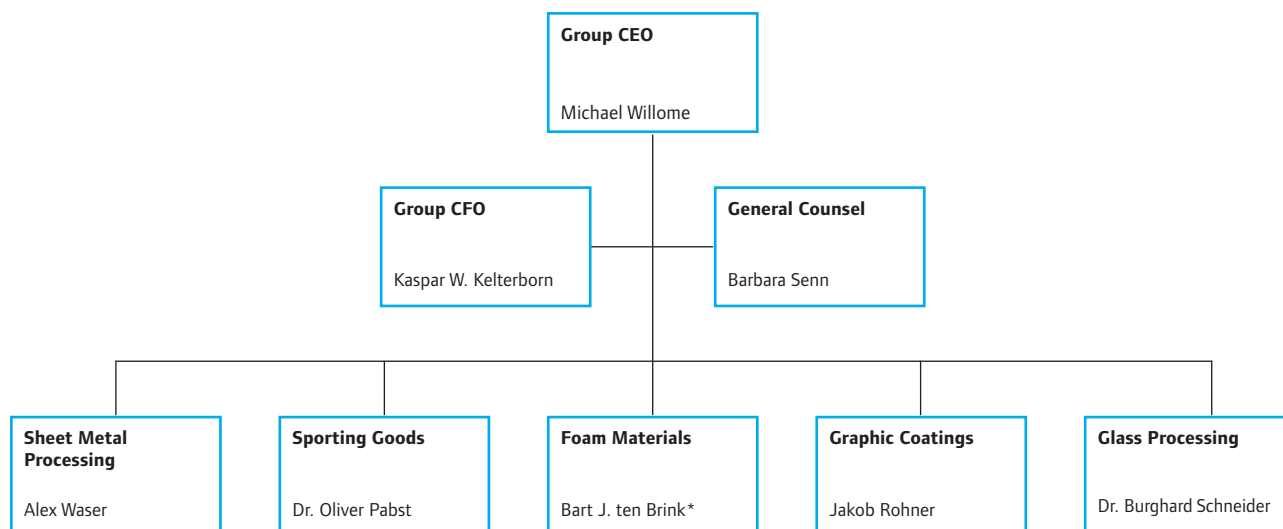 Group CEO
Michael Willome
Group CFO
Kaspar W. Kelterborn
General Counsel
Barbara Senn
Sheet Metal
Processing
Alex Waser
Sporting Goods
Dr. Oliver Pabst
Foam Materials
Bart J. ten Brink*
Graphic Coatings
Jakob Rohner
Glass Processing
Dr. Burghard Schneider